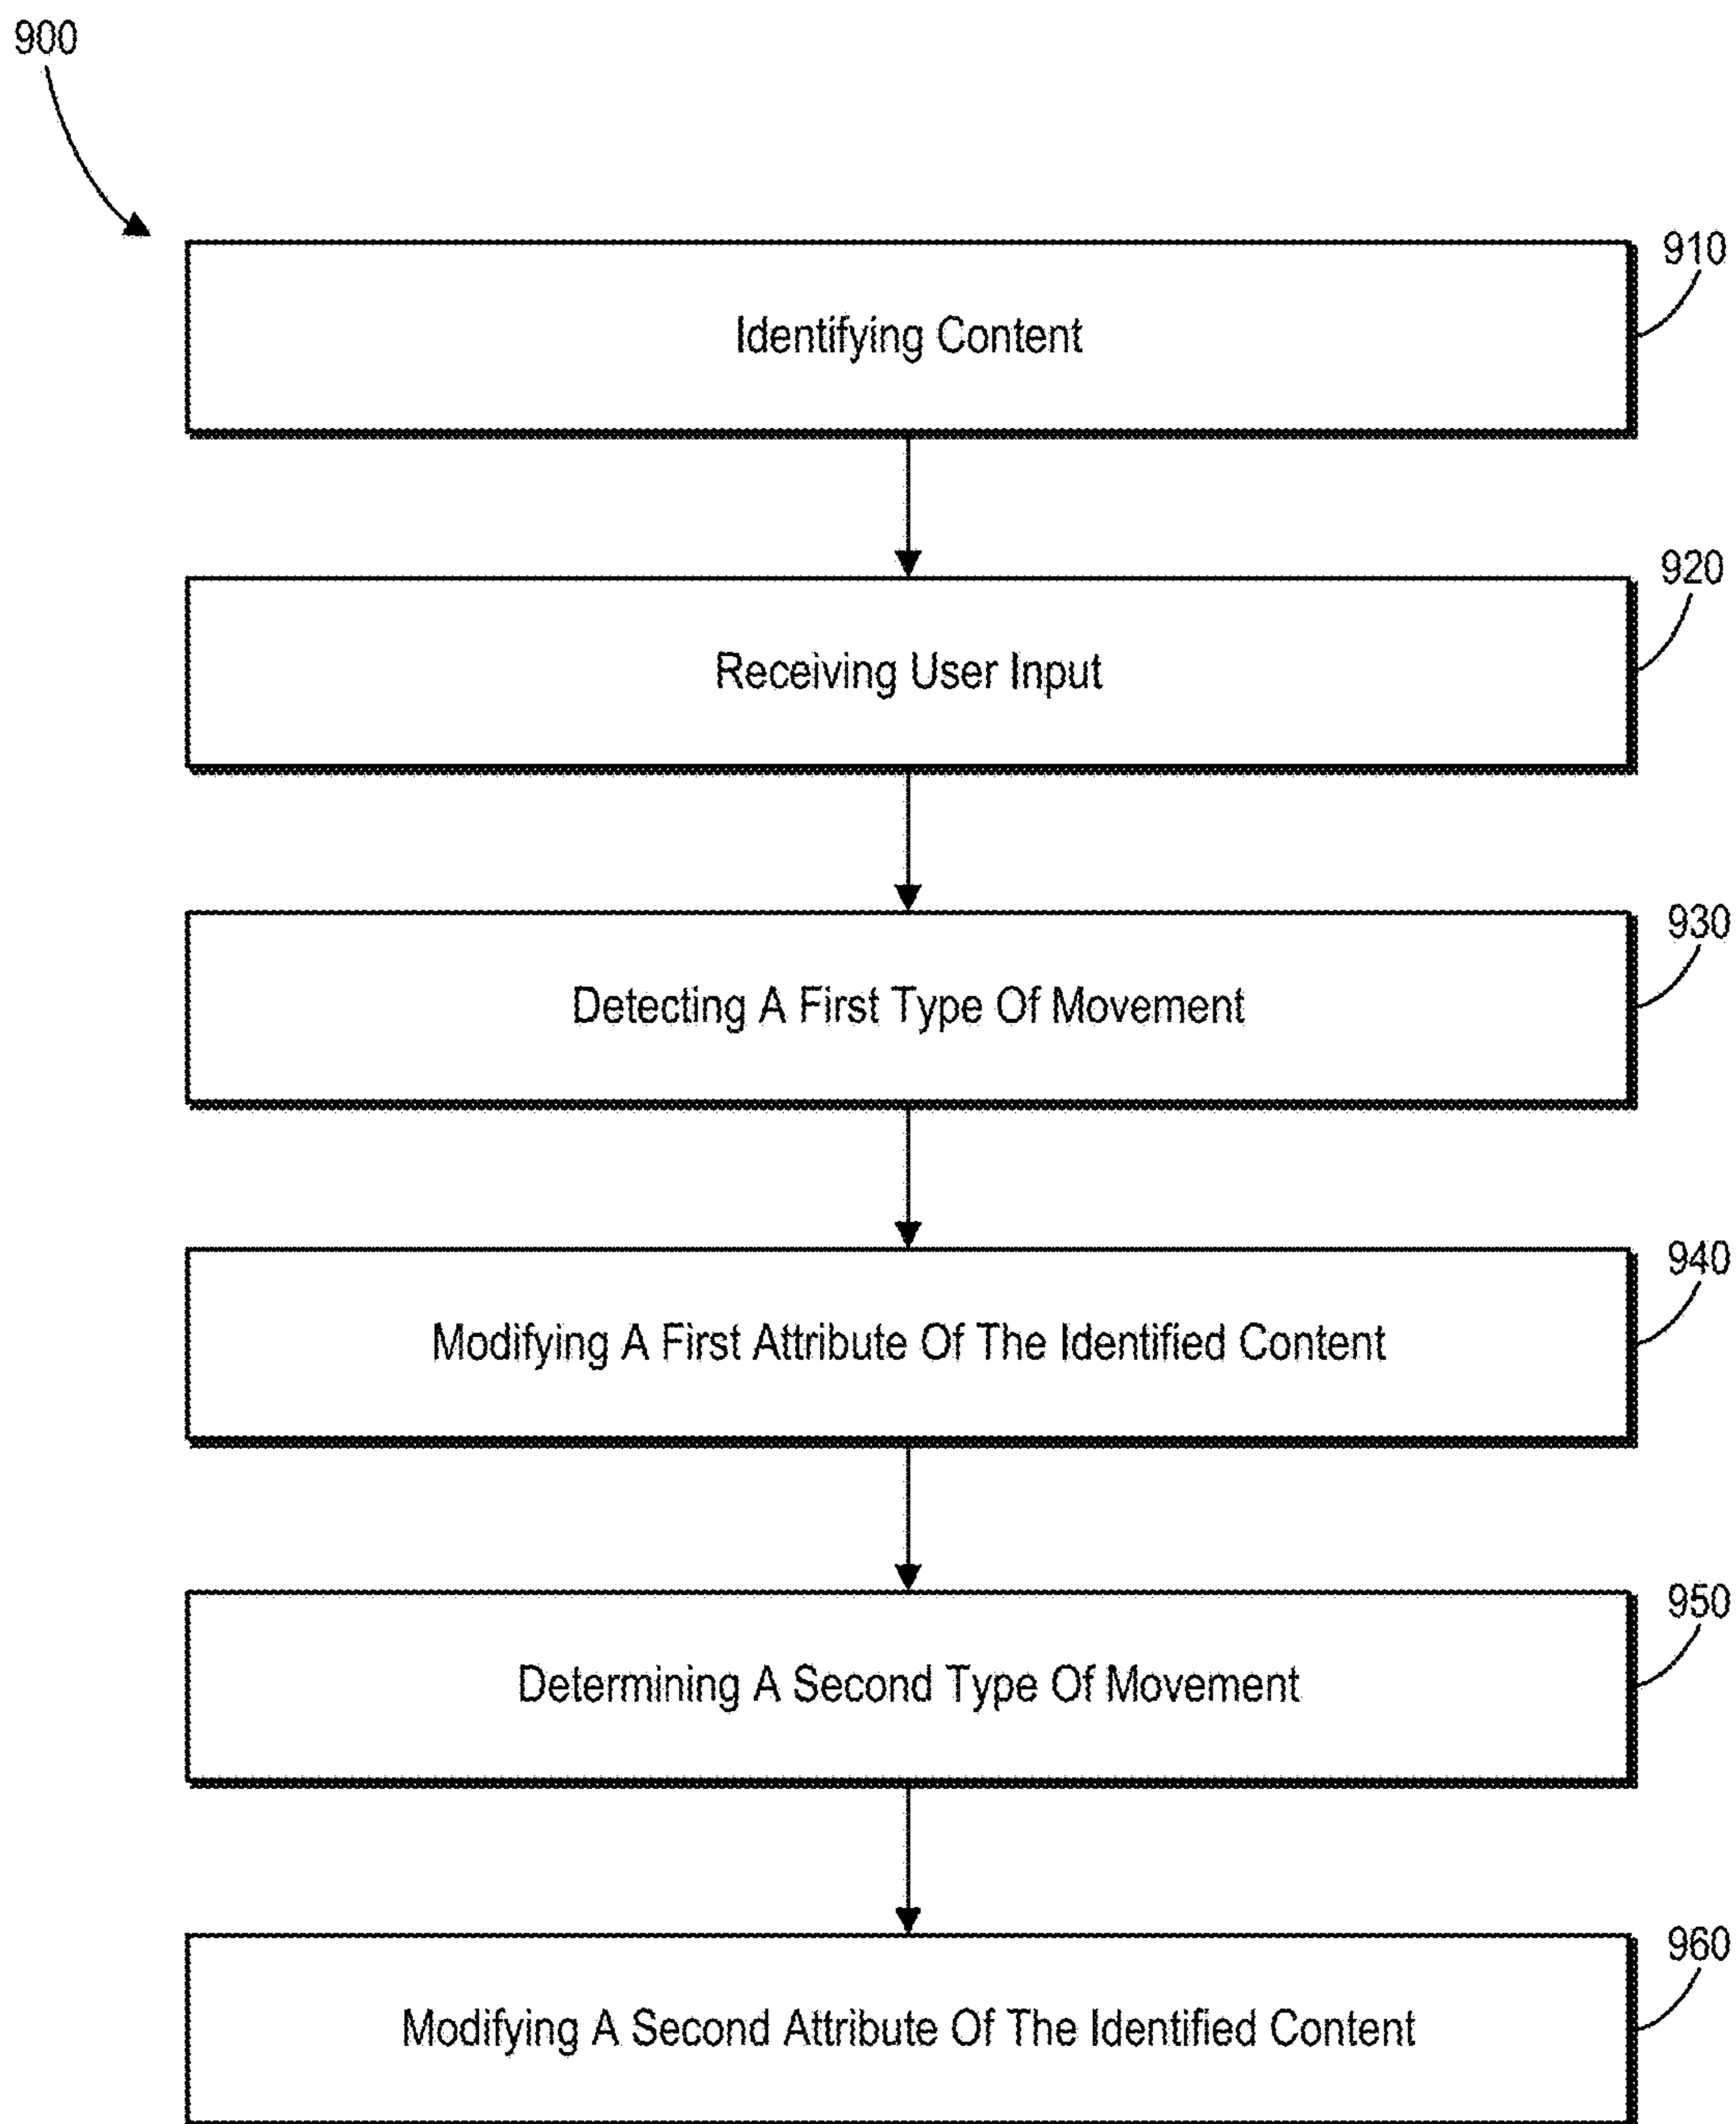 900
910
Identifying Content
920
Receiving User Input
930
Detecting A First Type Of Movement
940
Modifying A First Attribute Of The Identified Content
950
Determining A Second Type Of Movement
960
Modifying A Second Attribute Of The Identified Content